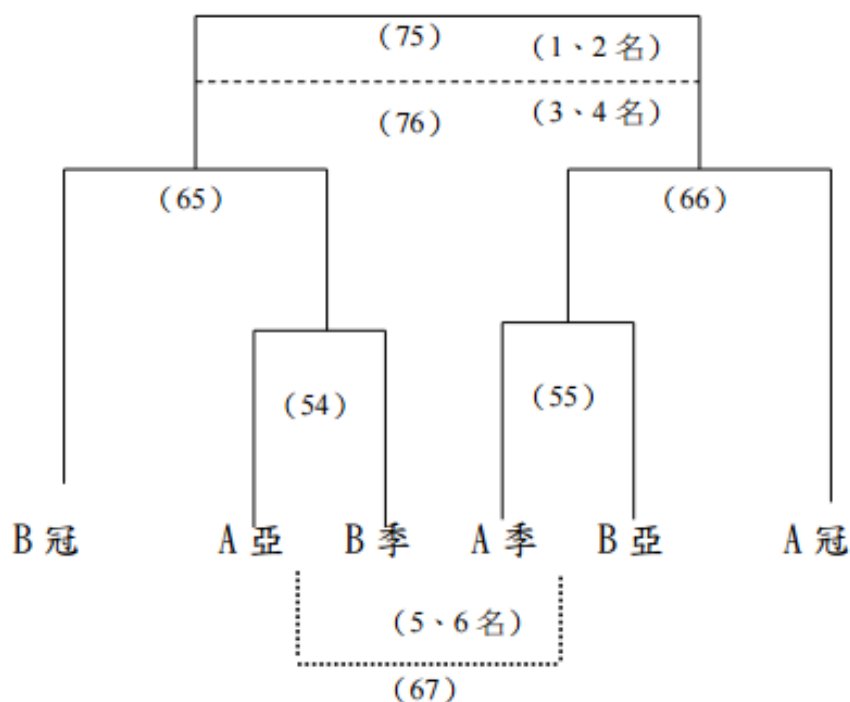 （75） （1、2 名）
（76） （3、4 名）
（65） （66）
（54） （55）
B 冠 A 亞 B 季 A 季 B 亞 A 冠
（5、6 名）
（67）